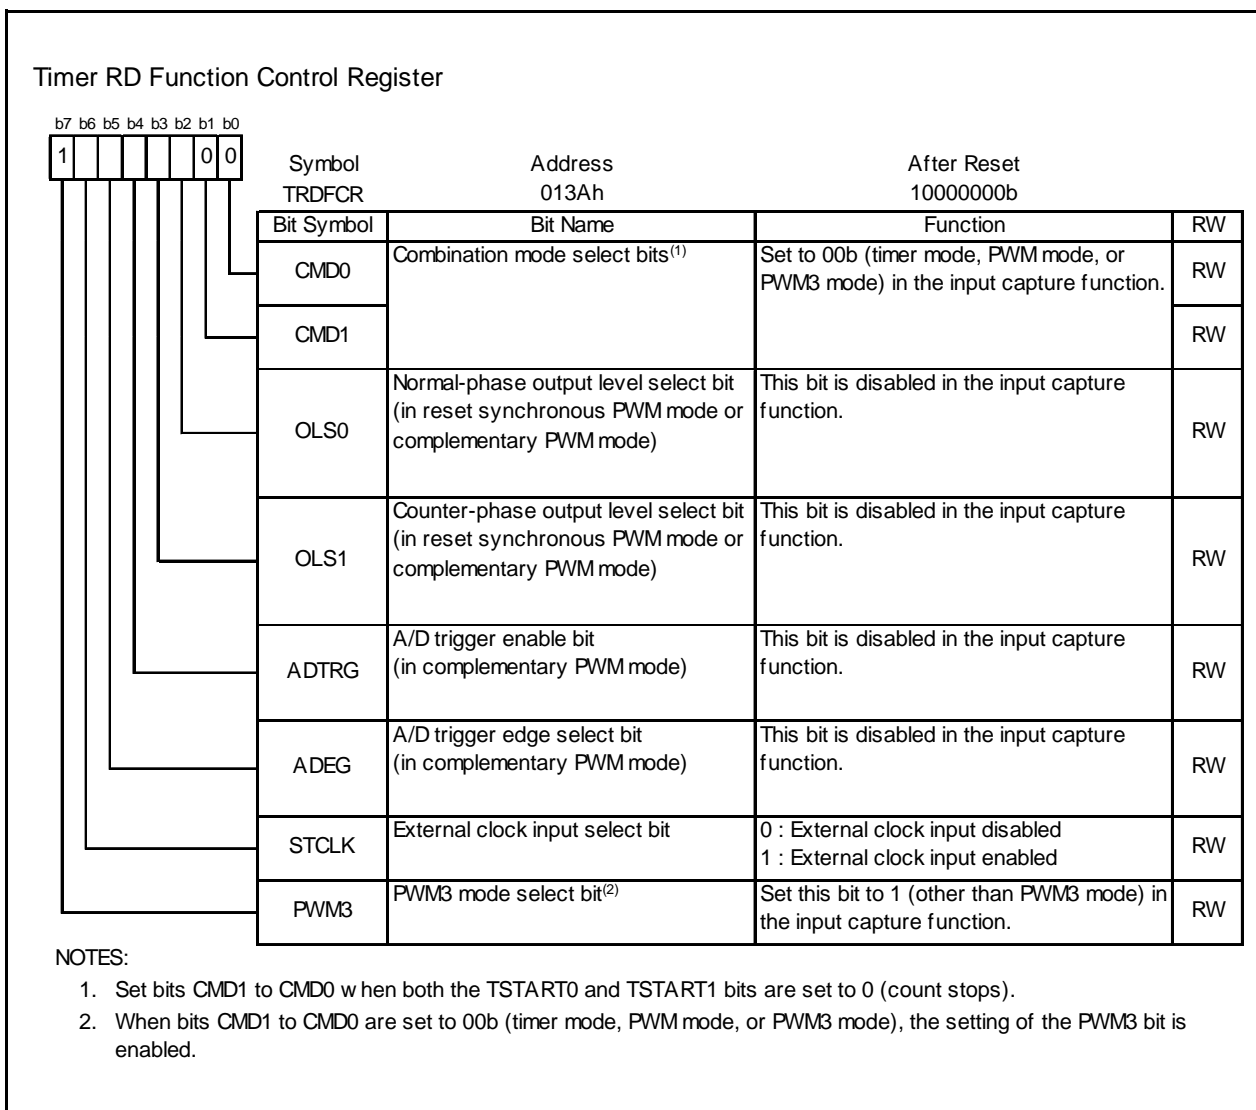 Timer RD Function Control Register
b7 b6 b5 b4 b3 b2 b1 b0
1 0 0
Symbol Address After Reset
TRDFCR 013Ah 10000000b
Bit Symbol Bit Name Function RW
CMD0 Combination mode select bits(1) Set to 00b (timer mode, PWM mode, or
PWM3 mode) in the input capture function. RW
CMD1 RW
OLS0 Normal-phase output level select bit This bit is disabled in the input capture
(in reset synchronous PWM mode or function.
complementary PWM mode) RW
OLS1 Counter-phase output level select bit This bit is disabled in the input capture
(in reset synchronous PWM mode or function.
complementary PWM mode) RW
ADTRG A/D trigger enable bit This bit is disabled in the input capture
(in complementary PWM mode) function. RW
ADEG A/D trigger edge select bit This bit is disabled in the input capture
(in complementary PWM mode) function. RW
STCLK External clock input select bit 0 : External clock input disabled
1 : External clock input enabled RW
PWM3 PWM3 mode select bit(2) Set this bit to 1 (other than PWM3 mode) in
the input capture function. RW
NOTES:
1. Set bits CMD1 to CMD0 when both the TSTART0 and TSTART1 bits are set to 0 (count stops).
2. When bits CMD1 to CMD0 are set to 00b (timer mode, PWM mode, or PWM3 mode), the setting of the PWM3 bit is
enabled.